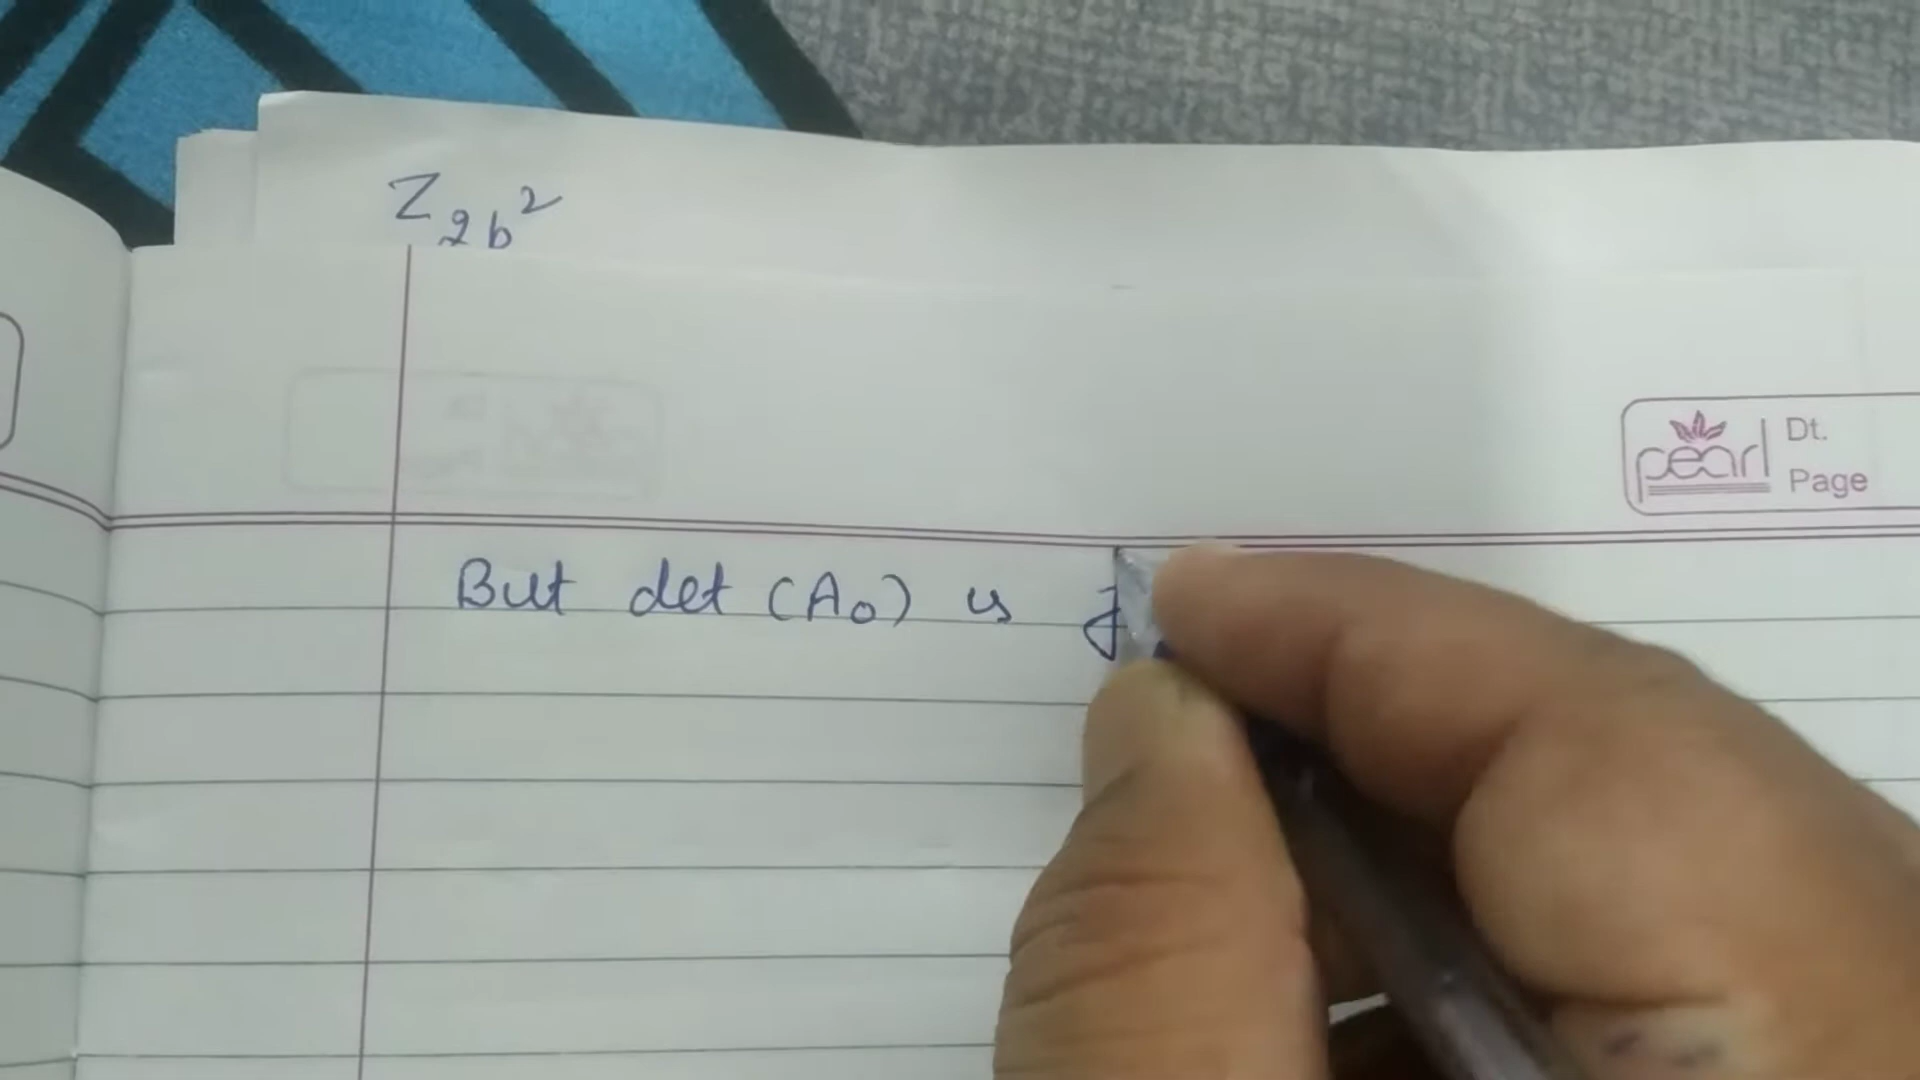 Z₂b²
pearl Dt.
Page
But det (A₀) is